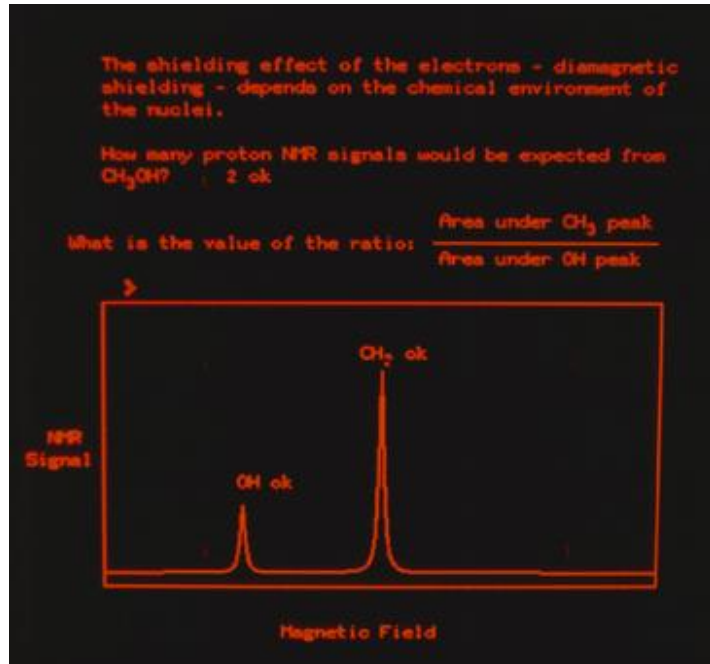 The shielding effect of the electrons - diamagnetic
shielding - depends on the chemical environment of
the nuclei.
How many proton NMR signals would be expected from
CH₃OH? 2 ok
What is the value of the ratio:
Area under CH₃ peak
Area under OH peak
>
CH₃ ok
NMR
Signal
OH ok
Magnetic Field